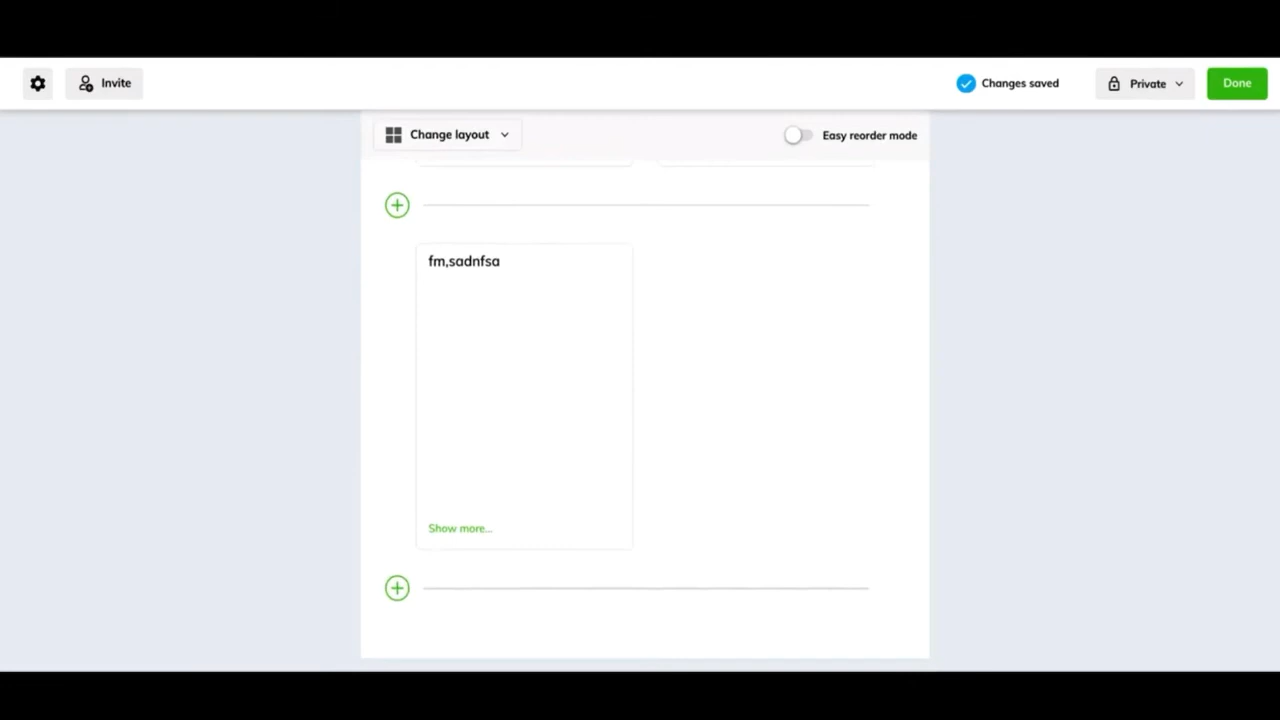 Invite
Changes saved
Private
Done
Change layout
Easy reorder mode
fm,sadnfsa
Show more...